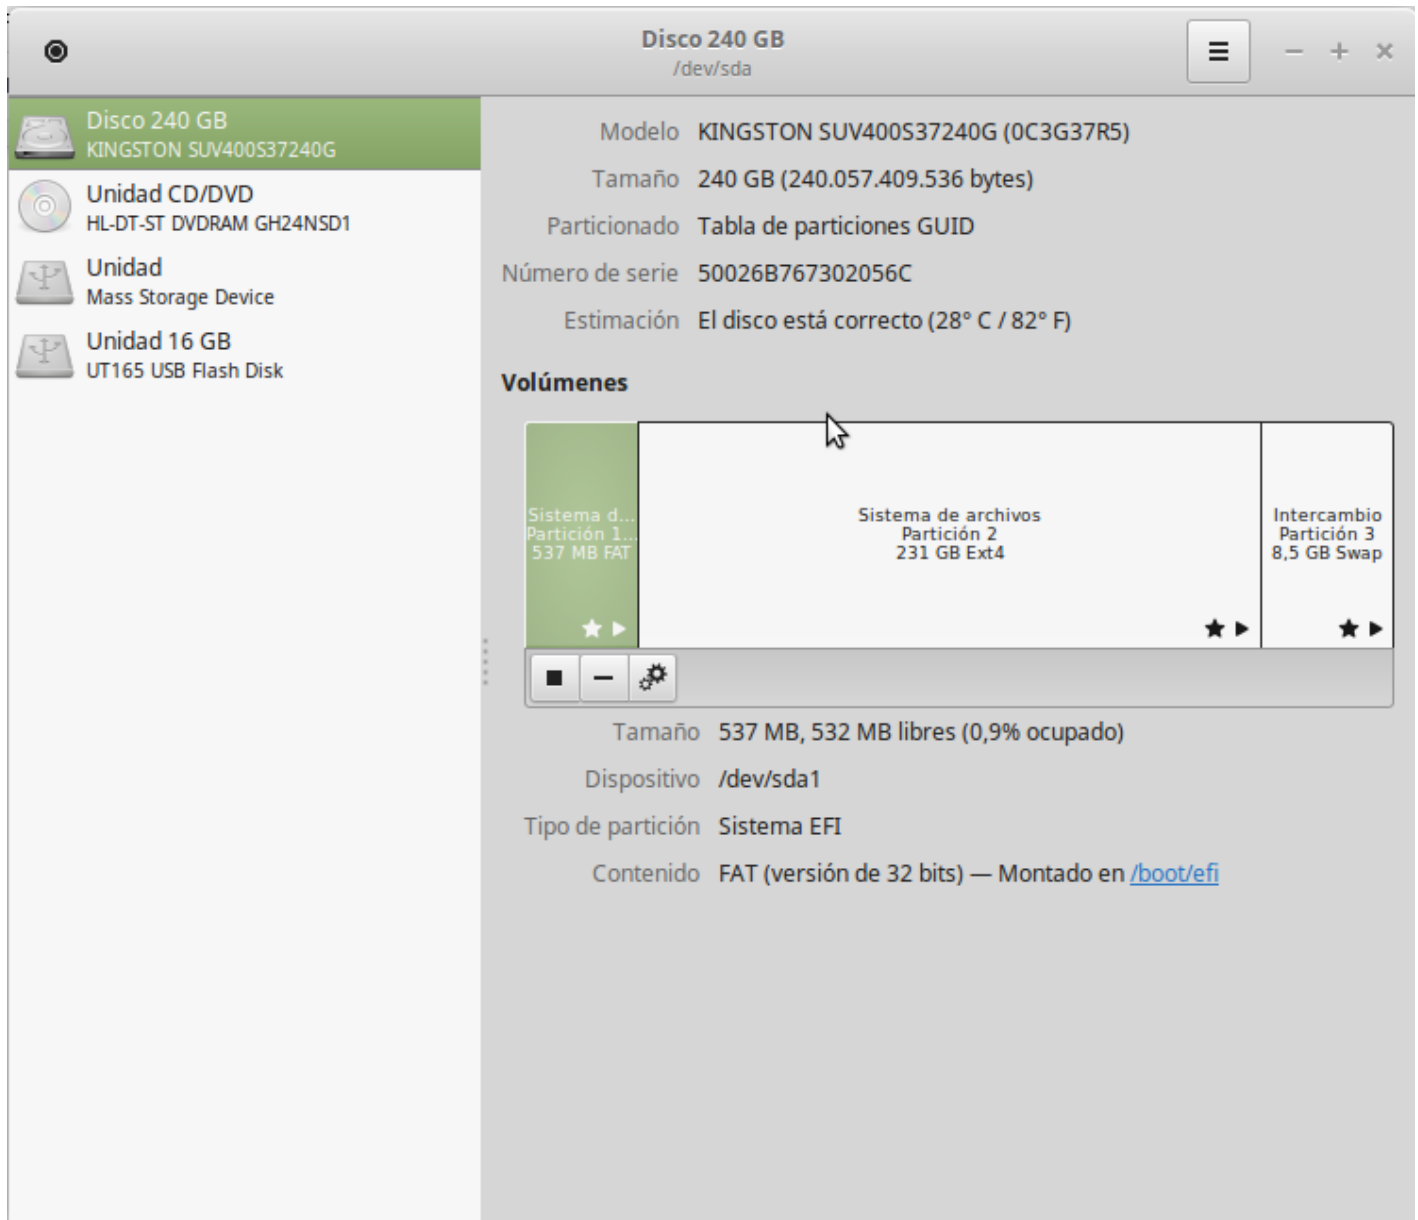 Disco 240 GB
/dev/sda
Disco 240 GB
KINGSTON SUV400S37240G
Unidad CD/DVD
HL-DT-ST DVDRAM GH24NSD1
Unidad
Mass Storage Device
Unidad 16 GB
UT165 USB Flash Disk
Modelo KINGSTON SUV400S37240G (0C3G37R5)
Tamaño 240 GB (240.057.409.536 bytes)
Particionado Tabla de particiones GUID
Número de serie 50026B767302056C
Estimación El disco está correcto (28° C / 82° F)
Volúmenes
Sistema d...
Partición 1...
537 MB FAT
Sistema de archivos
Partición 2
231 GB Ext4
Intercambio
Partición 3
8,5 GB Swap
Tamaño 537 MB, 532 MB libres (0,9% ocupado)
Dispositivo /dev/sda1
Tipo de partición Sistema EFI
Contenido FAT (versión de 32 bits) — Montado en /boot/efi